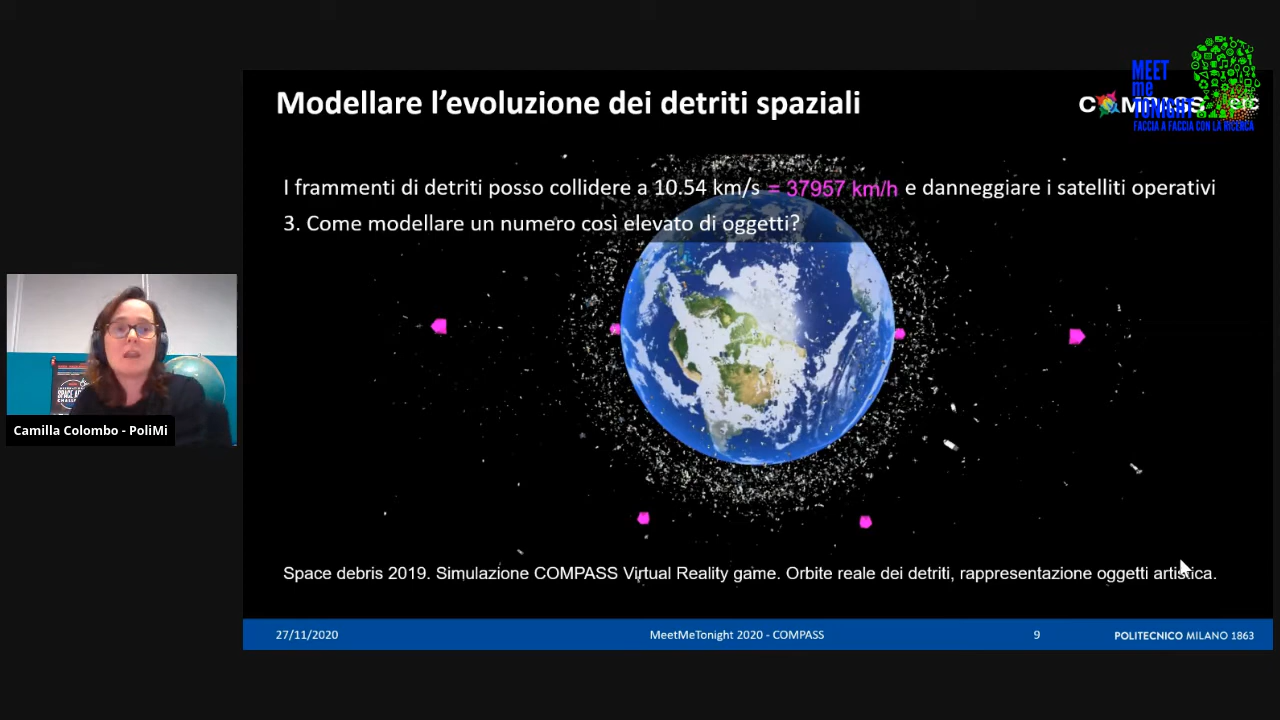 Modellare l'evoluzione dei detriti spaziali
COMPASS
erc
MEET
me
TONIGHT
FACCIA A FACCIA CON LA RICERCA
I frammenti di detriti posso collidere a 10.54 km/s = 37957 km/h e danneggiare i satelliti operativi
3. Come modellare un numero così elevato di oggetti?
Camilla Colombo - PoliMi
Space debris 2019. Simulazione COMPASS Virtual Reality game. Orbite reale dei detriti, rappresentazione oggetti artistica.
27/11/2020
MeetMeTonight 2020 - COMPASS
9
POLITECNICO MILANO 1863